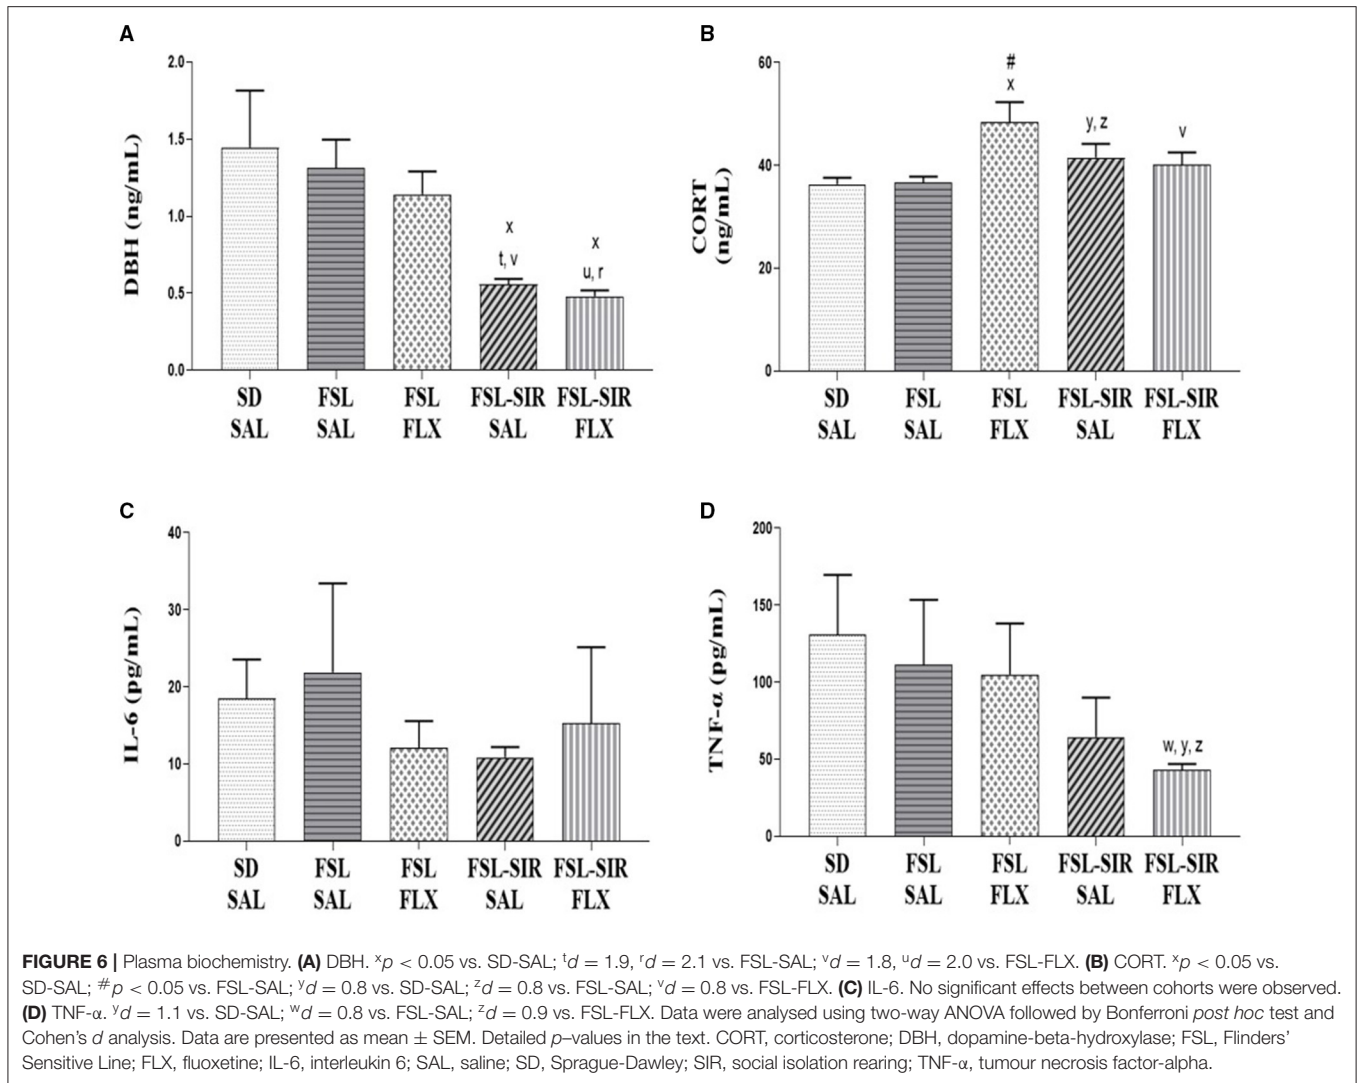 A
DBH (ng/mL)
2.0
1.5
1.0
0.5
0.0
x
t, v
x
u, r
SD FSL FSL FSL-SIR FSL-SIR
SAL SAL FLX SAL FLX
B
CORT
(ng/mL)
60
40
20
0
#
x
y, z
v
SD FSL FSL FSL-SIR FSL-SIR
SAL SAL FLX SAL FLX
C
IL-6 (pg/mL)
40
30
20
10
0
SD FSL FSL FSL-SIR FSL-SIR
SAL SAL FLX SAL FLX
D
TNF-α (pg/mL)
200
150
100
50
0
w, y, z
SD FSL FSL FSL-SIR FSL-SIR
SAL SAL FLX SAL FLX
FIGURE 6 | Plasma biochemistry. (A) DBH. ˣp < 0.05 vs. SD-SAL; ᵗd = 1.9, ʳd = 2.1 vs. FSL-SAL; ᵛd = 1.8, ᵘd = 2.0 vs. FSL-FLX. (B) CORT. ˣp < 0.05 vs.
SD-SAL; #p < 0.05 vs. FSL-SAL; ʸd = 0.8 vs. SD-SAL; ᶻd = 0.8 vs. FSL-SAL; ᵛd = 0.8 vs. FSL-FLX. (C) IL-6. No significant effects between cohorts were observed.
(D) TNF-α. ʸd = 1.1 vs. SD-SAL; ʷd = 0.8 vs. FSL-SAL; ᶻd = 0.9 vs. FSL-FLX. Data were analysed using two-way ANOVA followed by Bonferroni post hoc test and
Cohen's d analysis. Data are presented as mean ± SEM. Detailed p–values in the text. CORT, corticosterone; DBH, dopamine-beta-hydroxylase; FSL, Flinders'
Sensitive Line; FLX, fluoxetine; IL-6, interleukin 6; SAL, saline; SD, Sprague-Dawley; SIR, social isolation rearing; TNF-α, tumour necrosis factor-alpha.